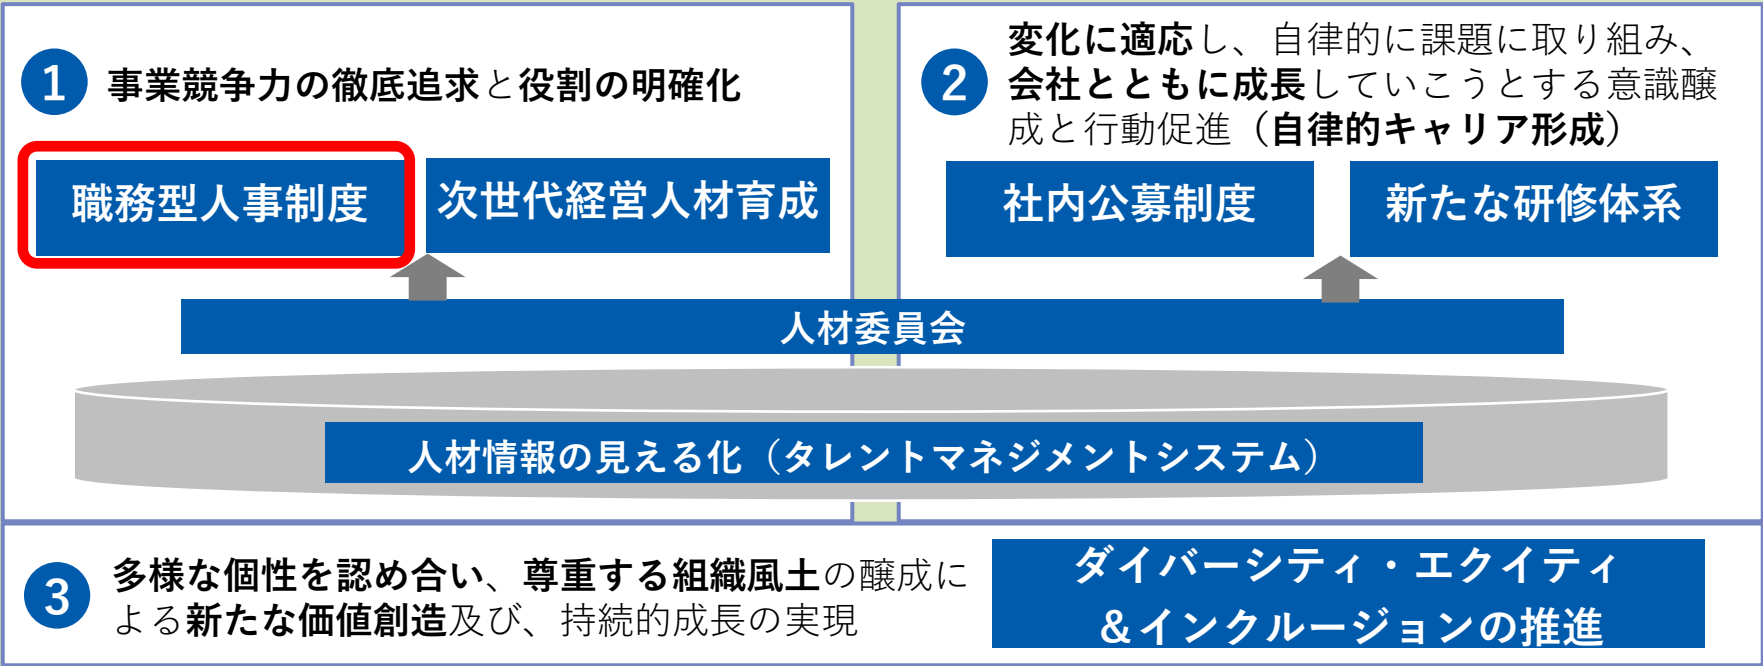 1 事業競争力の徹底追求と役割の明確化
職務型人事制度
次世代経営人材育成
2 変化に適応し、自律的に課題に取り組み、
会社とともに成長していこうとする意識醸
成と行動促進（自律的キャリア形成）
社内公募制度
新たな研修体系
人材委員会
人材情報の見える化（タレントマネジメントシステム）
3 多様な個性を認め合い、尊重する組織風土の醸成に
よる新たな価値創造及び、持続的成長の実現
ダイバーシティ・エクイティ
＆インクルージョンの推進